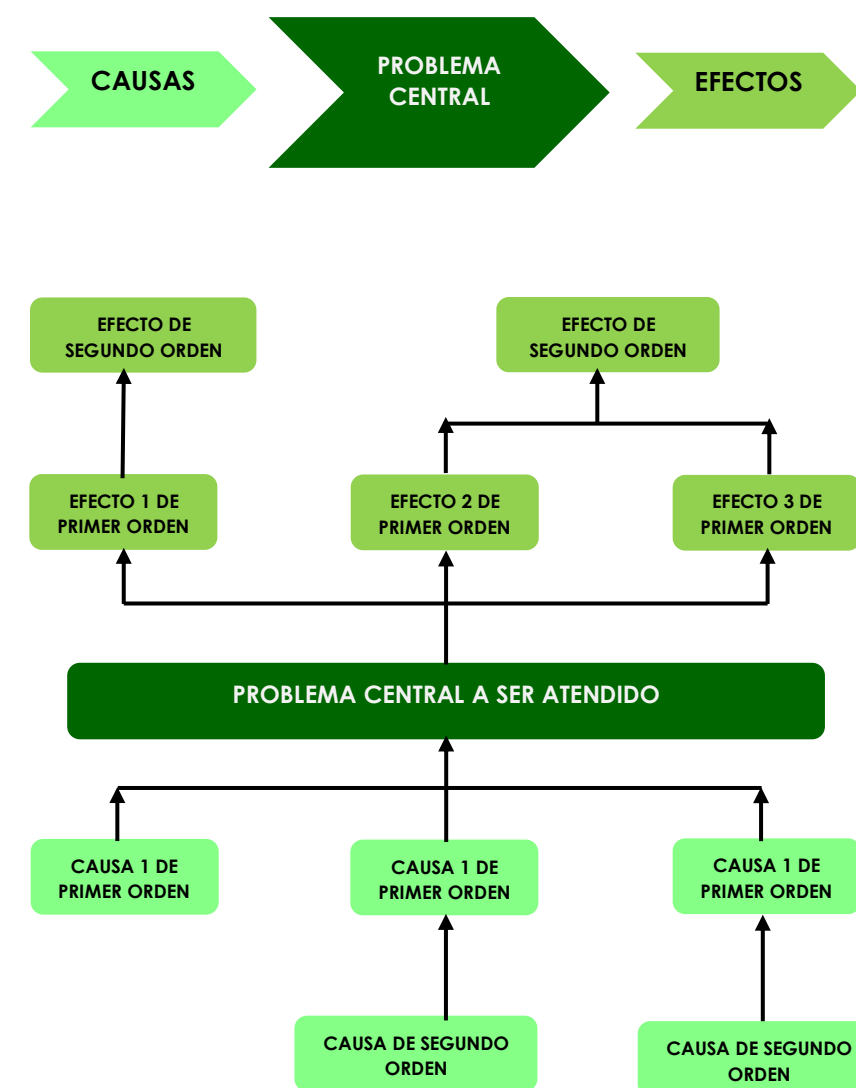 CAUSAS
PROBLEMA
CENTRAL
EFECTOS
EFECTO DE
SEGUNDO ORDEN
EFECTO DE
SEGUNDO ORDEN
EFECTO 1 DE
PRIMER ORDEN
EFECTO 2 DE
PRIMER ORDEN
EFECTO 3 DE
PRIMER ORDEN
PROBLEMA CENTRAL A SER ATENDIDO
CAUSA 1 DE
PRIMER ORDEN
CAUSA 1 DE
PRIMER ORDEN
CAUSA 1 DE
PRIMER ORDEN
CAUSA DE SEGUNDO
ORDEN
CAUSA DE SEGUNDO
ORDEN